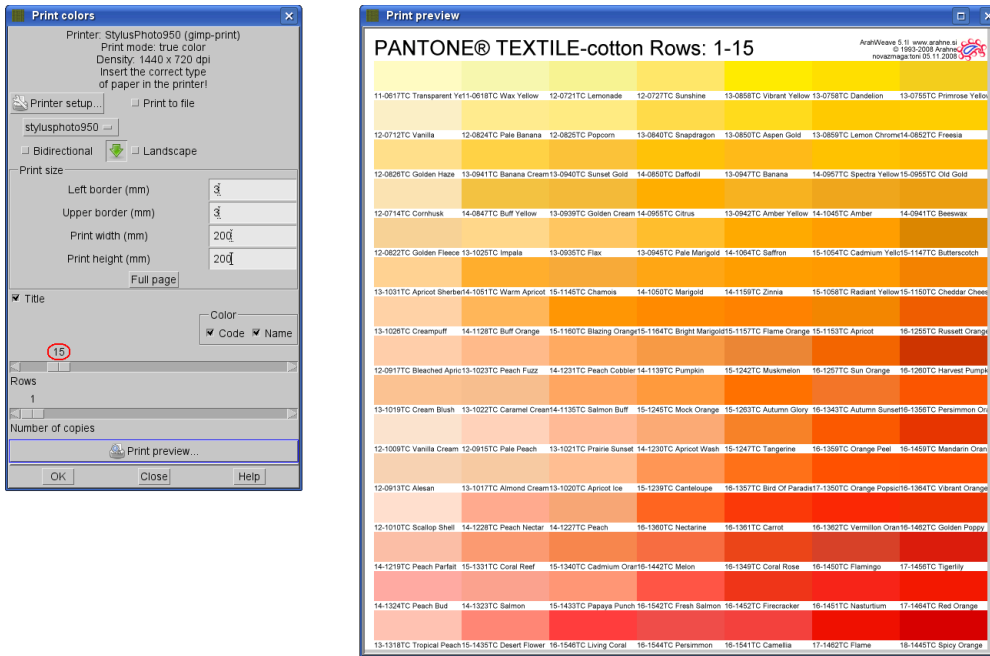 Print colors
Printer: StylusPhoto950 (gimp-print)
Print mode: true color
Density: 1440 x 720 dpi
Insert the correct type
of paper in the printer!
Printer setup... Print to file
stylusphoto950
Bidirectional Landscape
Print size
Left border (mm) 3
Upper border (mm) 3
Print width (mm) 200
Print height (mm) 200
Full page
Title
Color
Code Name
15
Rows
1
Number of copies
Print preview...
OK Close Help
Print preview
PANTONE® TEXTILE-cotton Rows: 1-15
ArahWeave 5.1l www.arahne.si
© 1993-2008 Arahne
novazmaga:toni 05.11.2008
11-0617TC Transparent Ye 11-0618TC Wax Yellow 12-0721TC Lemonade 12-0727TC Sunshine 13-0858TC Vibrant Yellow 13-0758TC Dandelion 13-0755TC Primrose Yellov
12-0712TC Vanilla 12-0824TC Pale Banana 12-0825TC Popcorn 13-0840TC Snapdragon 13-0850TC Aspen Gold 13-0859TC Lemon Chrome 14-0852TC Freesia
12-0826TC Golden Haze 13-0941TC Banana Cream 13-0940TC Sunset Gold 14-0850TC Daffodil 13-0947TC Banana 14-0957TC Spectra Yellow 15-0955TC Old Gold
12-0714TC Cornhusk 14-0847TC Buff Yellow 13-0939TC Golden Cream 14-0955TC Citrus 13-0942TC Amber Yellow 14-1045TC Amber 14-0941TC Beeswax
12-0822TC Golden Fleece 13-1025TC Impala 13-0935TC Flax 13-0945TC Pale Marigold 14-1064TC Saffron 15-1054TC Cadmium Yello 15-1147TC Butterscotch
13-1031TC Apricot Sherbe 14-1051TC Warm Apricot 15-1145TC Chamois 14-1050TC Marigold 14-1159TC Zinnia 15-1058TC Radiant Yellow 15-1150TC Cheddar Chees
13-1026TC Creampuff 14-1128TC Buff Orange 15-1160TC Blazing Orange 15-1164TC Bright Marigold 15-1157TC Flame Orange 15-1153TC Apricot 16-1255TC Russett Orange
12-0917TC Bleached Apric 13-1023TC Peach Fuzz 14-1231TC Peach Cobbler 14-1139TC Pumpkin 15-1242TC Muskmelon 16-1257TC Sun Orange 16-1260TC Harvest Pumpk
13-1019TC Cream Blush 13-1022TC Caramel Cream 14-1135TC Salmon Buff 15-1245TC Mock Orange 15-1263TC Autumn Glory 16-1343TC Autumn Sunset 16-1356TC Persimmon Ora
12-1009TC Vanilla Cream 12-0915TC Pale Peach 13-1021TC Prairie Sunset 14-1230TC Apricot Wash 15-1247TC Tangerine 16-1359TC Orange Peel 16-1459TC Mandarin Oran
12-0913TC Alesan 13-1017TC Almond Cream 13-1020TC Apricot Ice 15-1239TC Canteloupe 16-1357TC Bird Of Paradis 17-1350TC Orange Popsicl 16-1364TC Vibrant Orange
12-1010TC Scallop Shell 14-1228TC Peach Nectar 14-1227TC Peach 16-1360TC Nectarine 16-1361TC Carrot 16-1362TC Vermillon Oran 16-1462TC Golden Poppy
14-1219TC Peach Parfait 15-1331TC Coral Reef 15-1340TC Cadmium Oran 16-1442TC Melon 16-1349TC Coral Rose 16-1450TC Flamingo 17-1456TC Tigerlily
14-1324TC Peach Bud 14-1323TC Salmon 15-1433TC Papaya Punch 16-1542TC Fresh Salmon 16-1452TC Firecracker 16-1451TC Nasturtium 17-1464TC Red Orange
13-1318TC Tropical Peach 15-1435TC Desert Flower 16-1546TC Living Coral 16-1544TC Persimmon 16-1541TC Camellia 17-1462TC Flame 18-1445TC Spicy Orange